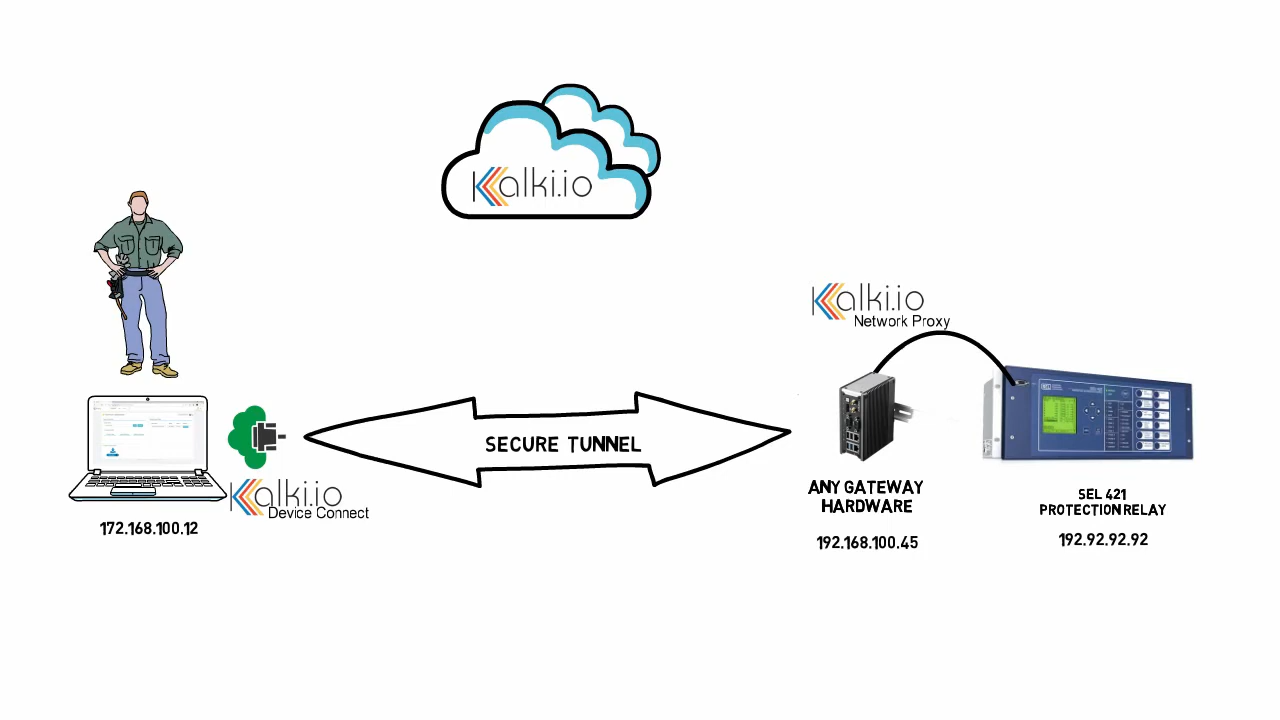 Kalki.io
Kalki.io
Network Proxy
SECURE TUNNEL
Kalki.io
Device Connect
172.168.100.12
ANY GATEWAY
HARDWARE
192.168.100.45
SEL 421
PROTECTION RELAY
192.92.92.92